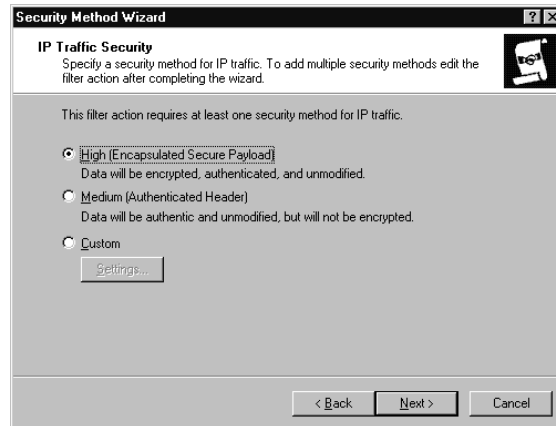 Security Method Wizard
IP Traffic Security
Specify a security method for IP traffic. To add multiple security methods edit the
filter action after completing the wizard.
This filter action requires at least one security method for IP traffic.
High (Encapsulated Secure Payload)
Data will be encrypted, authenticated, and unmodified.
Medium (Authenticated Header)
Data will be authentic and unmodified, but will not be encrypted.
Custom
Settings...
< Back Next > Cancel